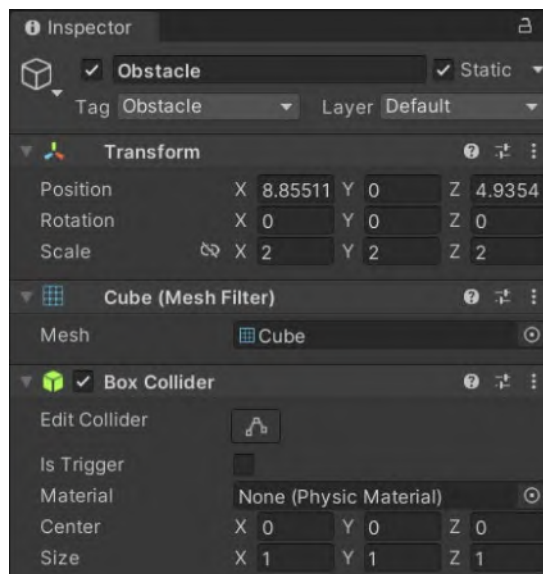 Inspector
Obstacle Static
Tag Obstacle Layer Default
Transform
Position X 8.85511 Y 0 Z 4.9354
Rotation X 0 Y 0 Z 0
Scale X 2 Y 2 Z 2
Cube (Mesh Filter)
Mesh Cube
Box Collider
Edit Collider
Is Trigger
Material None (Physic Material)
Center X 0 Y 0 Z 0
Size X 1 Y 1 Z 1